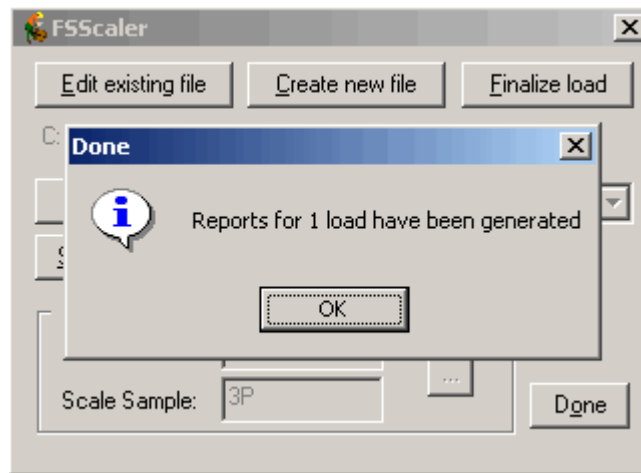 FSScaler
Edit existing file
Create new file
Finalize load
C:
Done
Reports for 1 load have been generated
OK
Scale Sample:
3P
...
Done